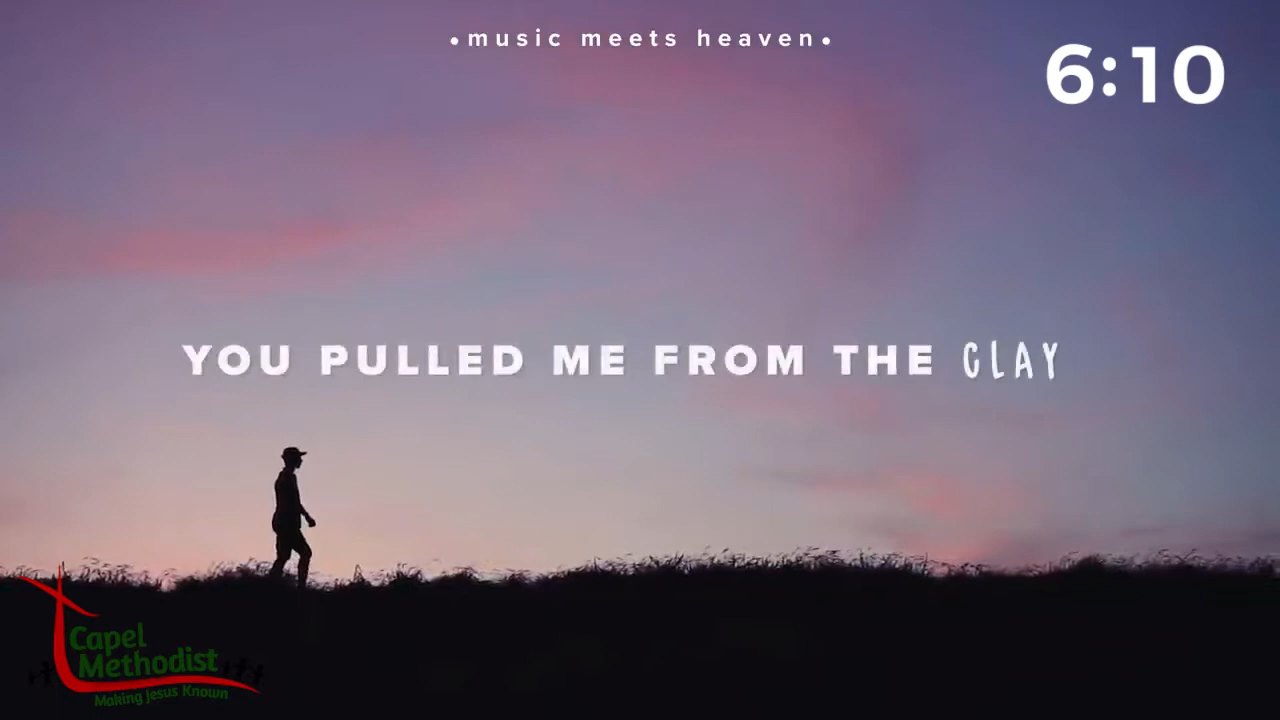 •music meets heaven•
6:10
YOU PULLED ME FROM THE CLAY
Capel
Methodist
Making Jesus Known